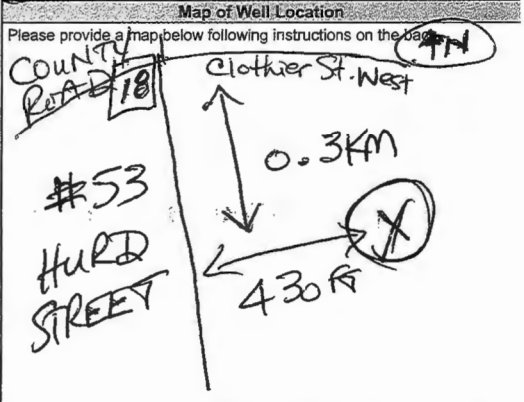 Map of Well Location
Please provide a map below following instructions on the back
COUNTY
ROAD 18
Clothier St. West
0.3KM
#53
HURD
STREET
X
430 ft